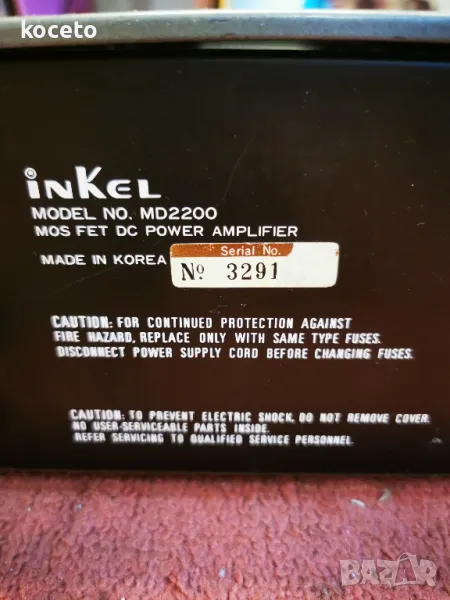 koceto
INKEL
MODEL NO. MD2200
MOS FET DC POWER AMPLIFIER
MADE IN KOREA
Serial No.
No 3291
CAUTION: FOR CONTINUED PROTECTION AGAINST
FIRE HAZARD, REPLACE ONLY WITH SAME TYPE FUSES.
DISCONNECT POWER SUPPLY CORD BEFORE CHANGING FUSES.
CAUTION: TO PREVENT ELECTRIC SHOCK, DO NOT REMOVE COVER.
NO USER-SERVICEABLE PARTS INSIDE.
REFER SERVICING TO QUALIFIED SERVICE PERSONNEL.
BAZAR